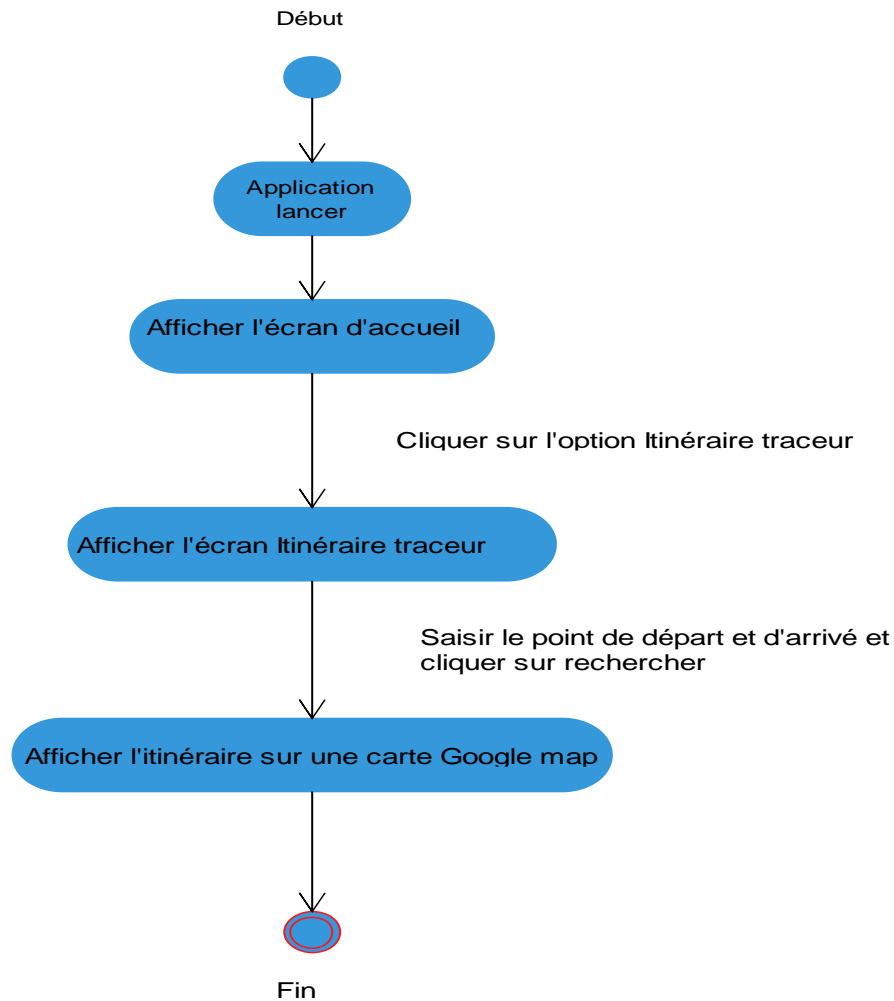 Début
Application
lancer
Afficher l'écran d'accueil
Cliquer sur l'option Itinéraire traceur
Afficher l'écran Itinéraire traceur
Saisir le point de départ et d'arrivé et
cliquer sur rechercher
Afficher l'itinéraire sur une carte Google map
Fin